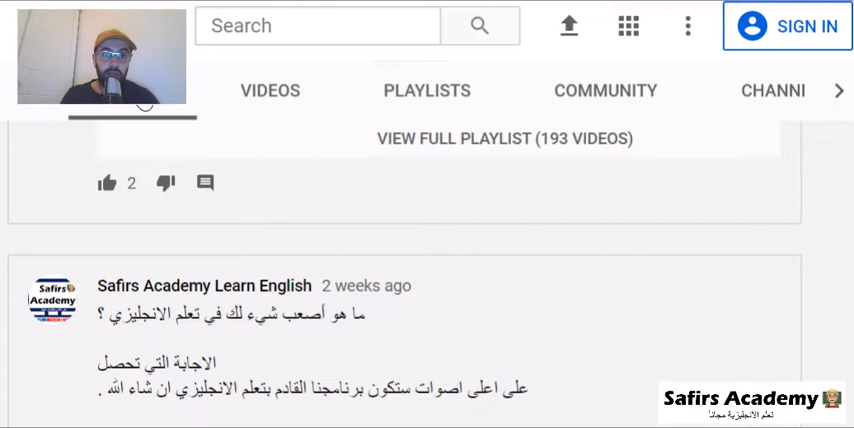 Search
SIGN IN
VIDEOS
PLAYLISTS
COMMUNITY
CHANNI
VIEW FULL PLAYLIST (193 VIDEOS)
2
Safirs Academy Learn English 2 weeks ago
Safirs
Academy
ما هو أصعب شيء لك في تعلم الانجليزي ؟
الاجابة التي تحصل
على اعلى اصوات ستكون برنامجنا القادم بتعلم الانجليزي ان شاء الله .
Safirs Academy
تعلم الانجليزية مجانا